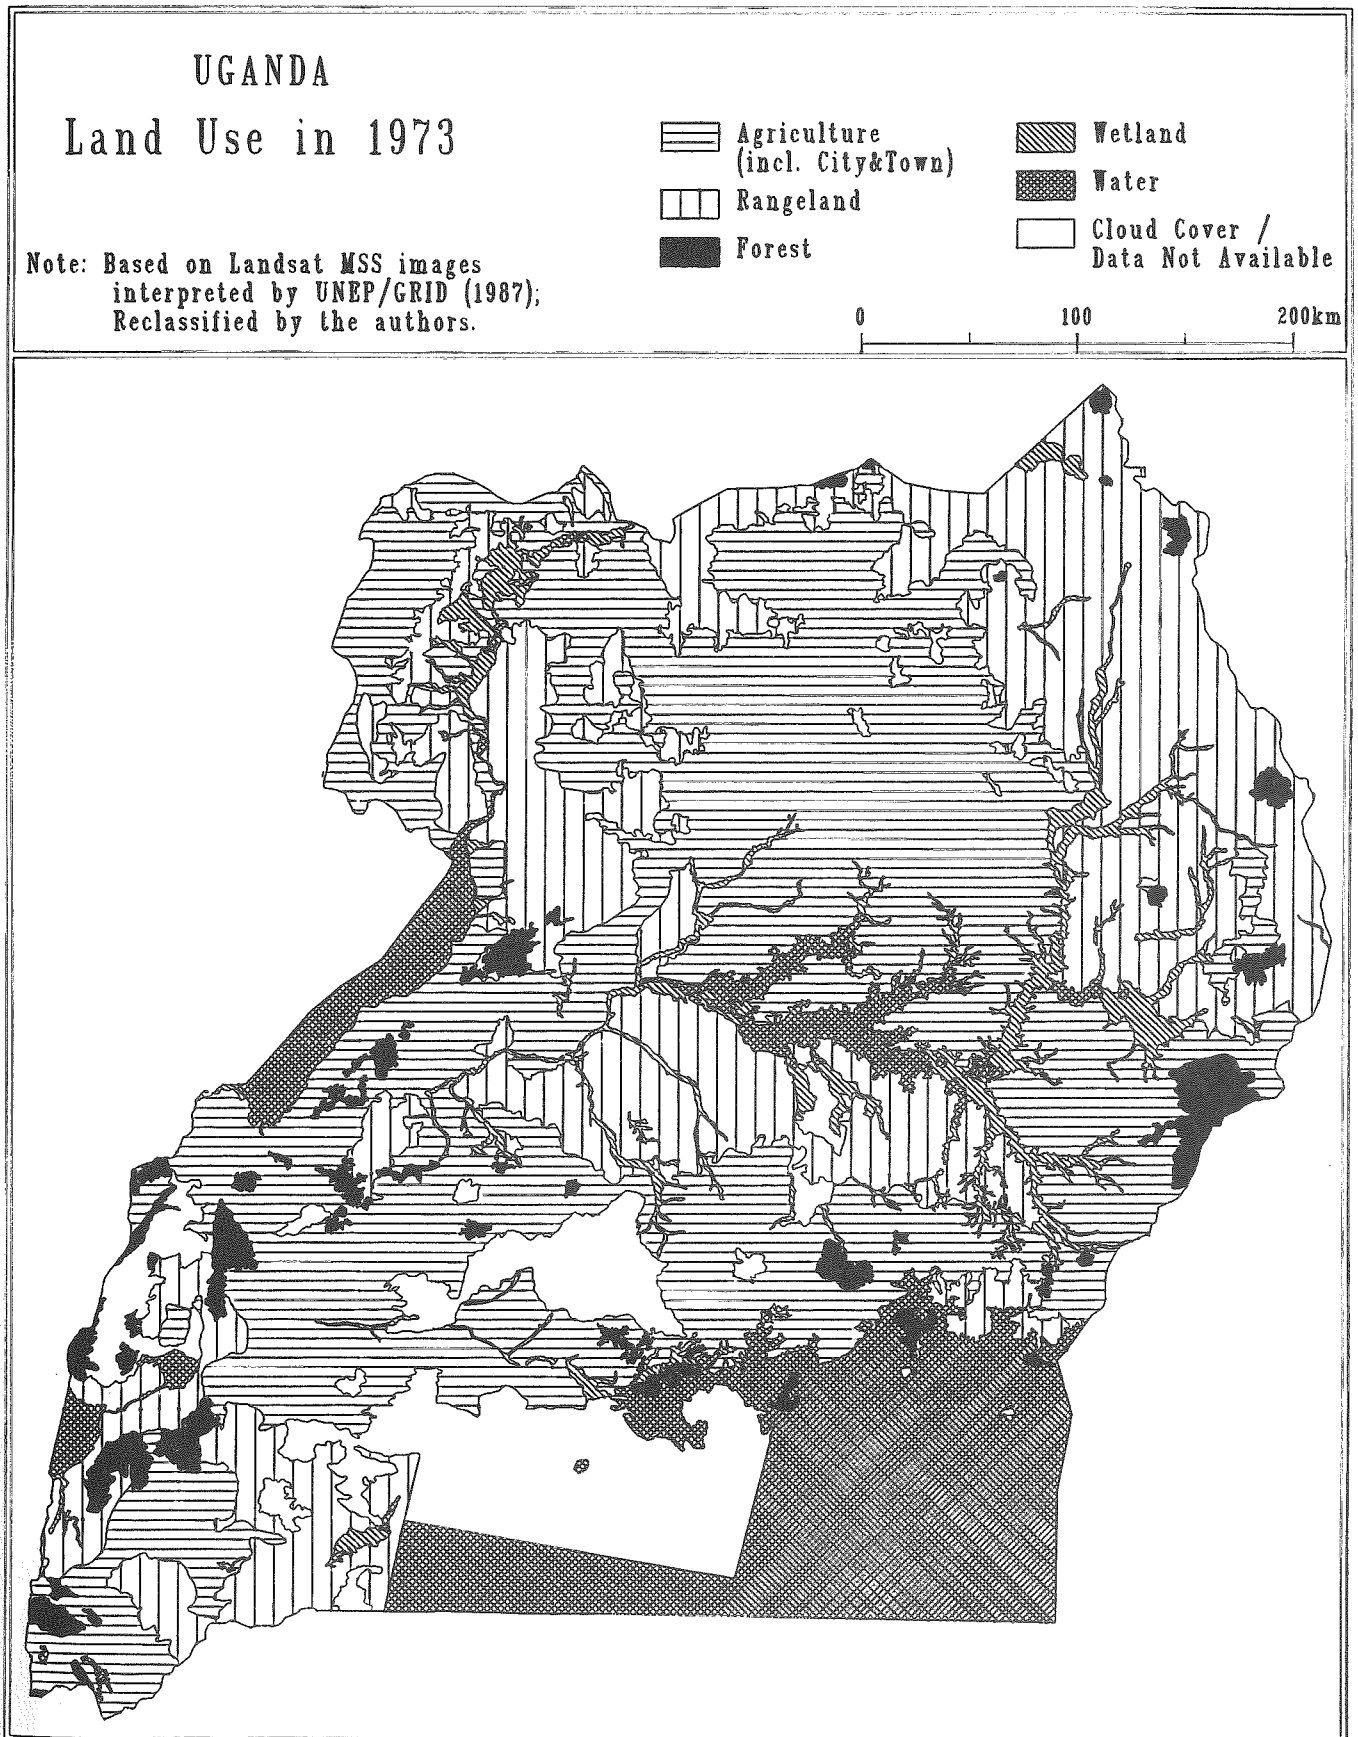 UGANDA
Land Use in 1973
Note: Based on Landsat MSS images
interpreted by UNEP/GRID (1987);
Reclassified by the authors.
Agriculture
(incl. City&Town)
Rangeland
Forest
Wetland
Water
Cloud Cover /
Data Not Available
0 100 200km